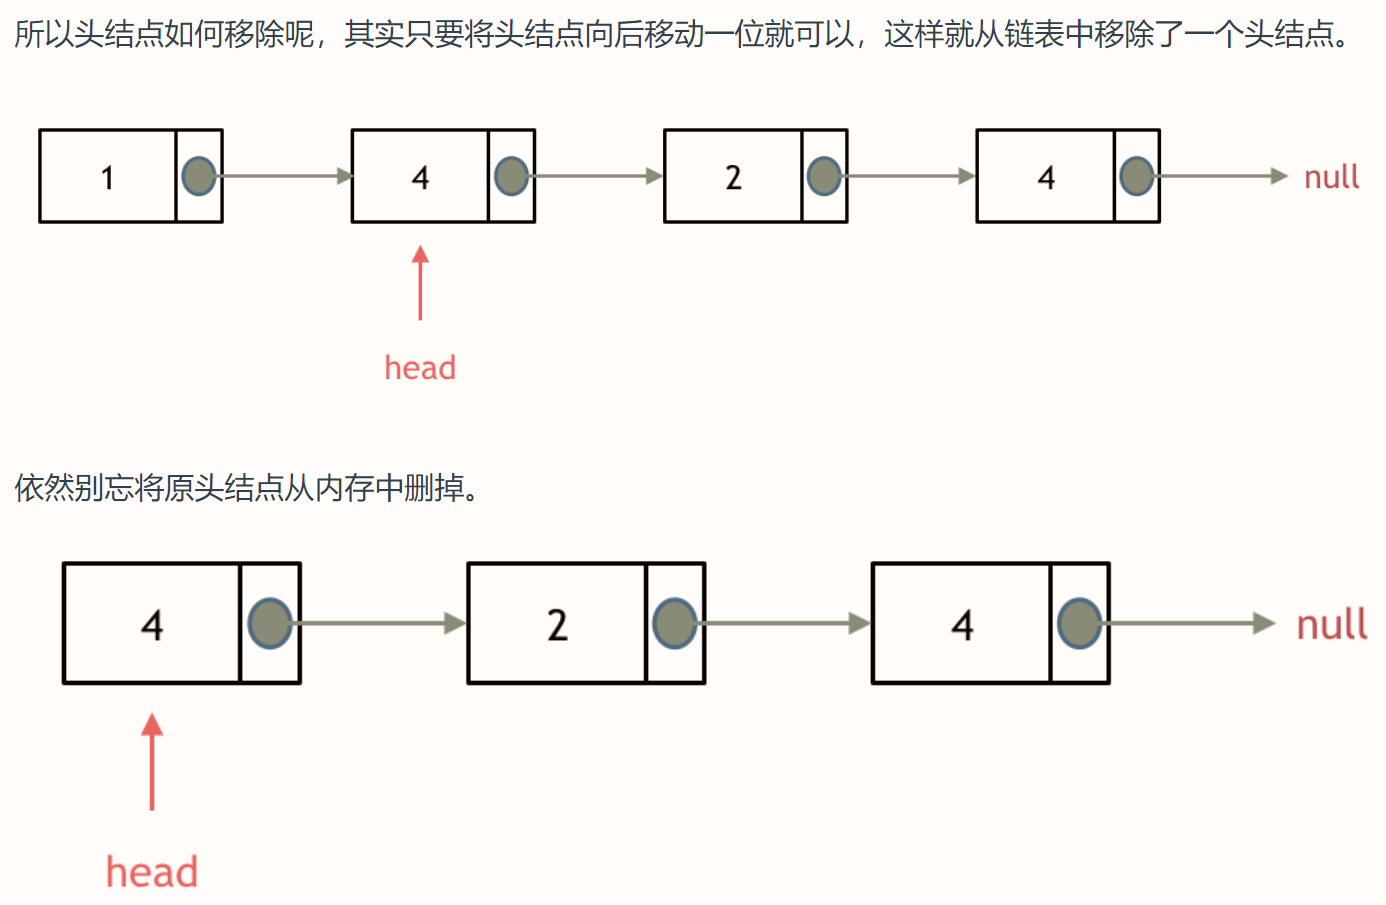 所以头结点如何移除呢，其实只要将头结点向后移动一位就可以，这样就从链表中移除了一个头结点。
1 4 2 4 null
head
依然别忘将原头结点从内存中删掉。
4 2 4 null
head